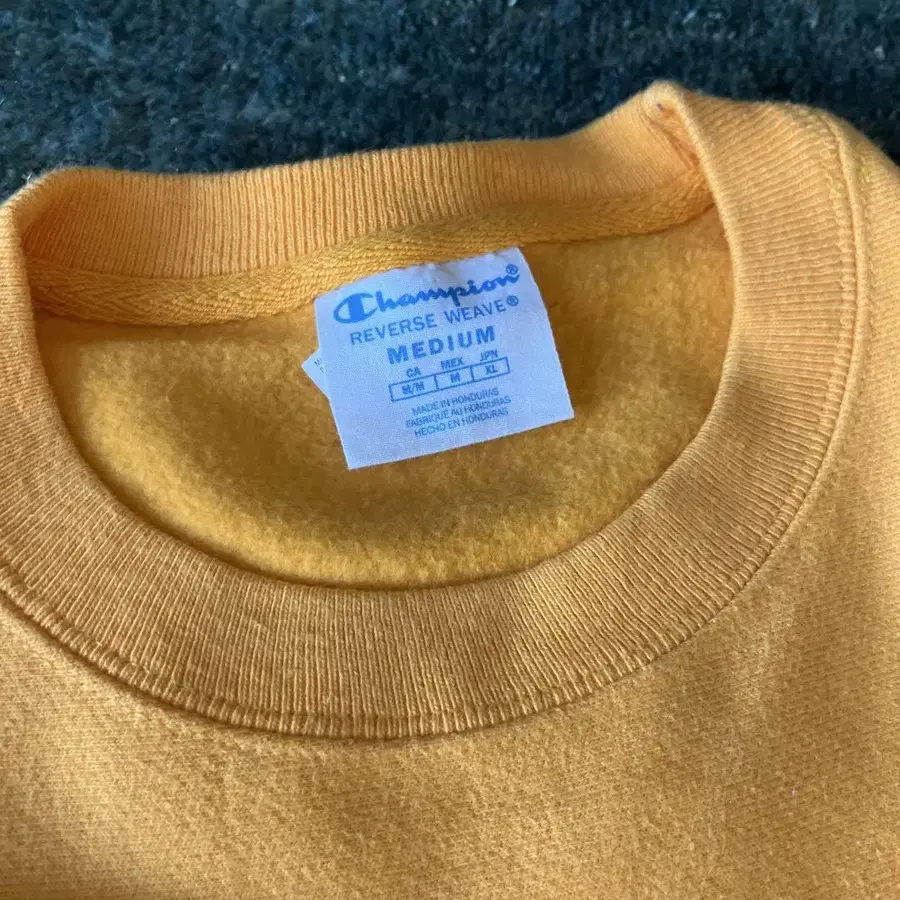 Champion®
REVERSE WEAVE®
MEDIUM
CA MEX JPN
M/M M XL
MADE IN HONDURAS
FABRIQUÉ AU HONDURAS
HECHO EN HONDURAS